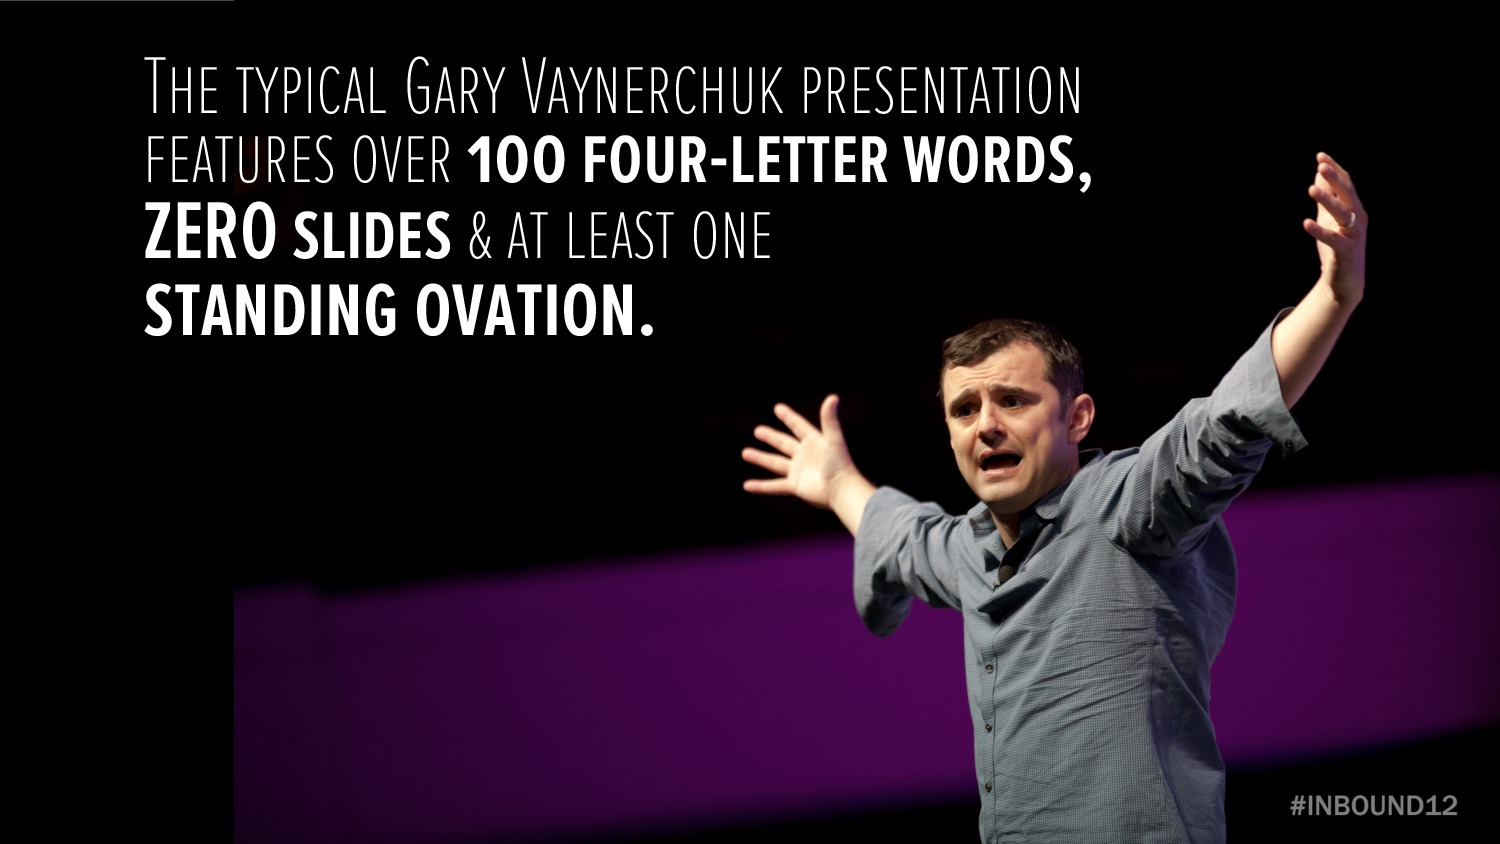 The typical Gary Vaynerchuk presentation
features over 100 four-letter words,
ZERO slides & at least one
standing ovation.
#INBOUND12